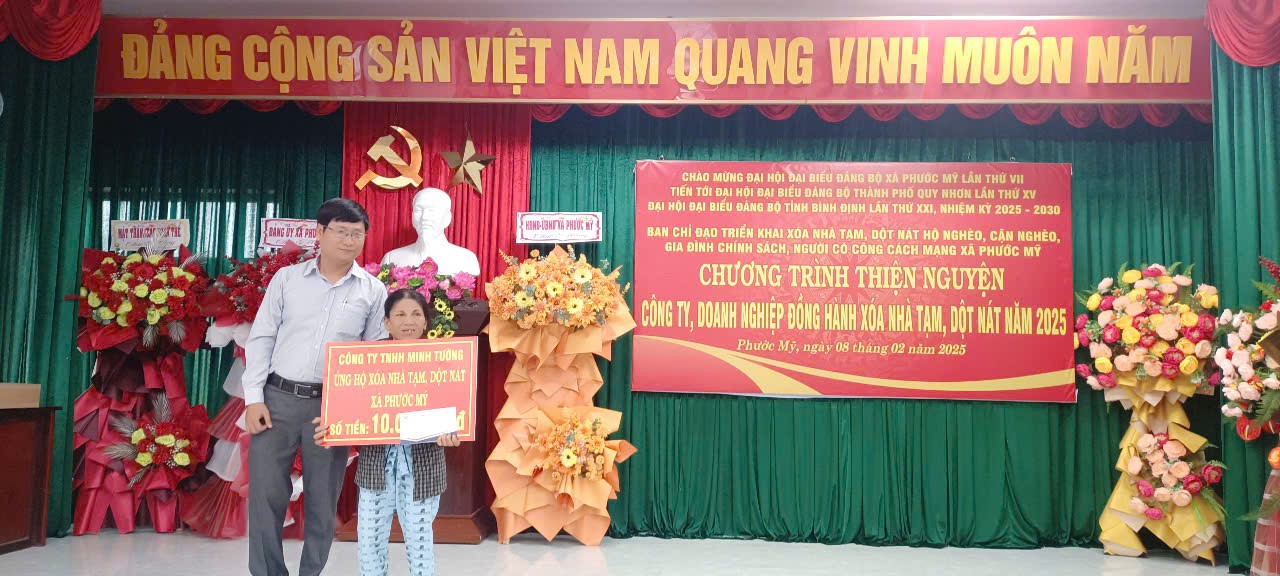 ĐẢNG CỘNG SẢN VIỆT NAM QUANG VINH MUÔN NĂM
CHÀO MỪNG ĐẠI HỘI ĐẠI BIỂU ĐẢNG BỘ XÃ PHƯỚC MỸ LẦN THỨ VII
TIẾN TỚI ĐẠI HỘI ĐẠI BIỂU ĐẢNG BỘ THÀNH PHỐ QUY NHƠN LẦN THỨ XV
ĐẠI HỘI ĐẠI BIỂU ĐẢNG BỘ TỈNH BÌNH ĐỊNH LẦN THỨ XXI, NHIỆM KỲ 2025 - 2030
BAN CHỈ ĐẠO TRIỂN KHAI XÓA NHÀ TẠM, DỘT NÁT HỘ NGHÈO, CẬN NGHÈO,
GIA ĐÌNH CHÍNH SÁCH, NGƯỜI CÓ CÔNG CÁCH MẠNG XÃ PHƯỚC MỸ
CHƯƠNG TRÌNH THIỆN NGUYỆN
CÔNG TY, DOANH NGHIỆP ĐỒNG HÀNH XÓA NHÀ TẠM, DỘT NÁT NĂM 2025
Phước Mỹ, ngày 08 tháng 02 năm 2025
ĐẢNG ỦY XÃ PHƯ
HĐND-UBND XÃ PHƯỚC MỸ
CÔNG TY TNHH MINH TƯỜNG
ỦNG HỘ XÓA NHÀ TẠM, DỘT NÁT
XÃ PHƯỚC MỸ
SỐ TIỀN: 10.0 đ